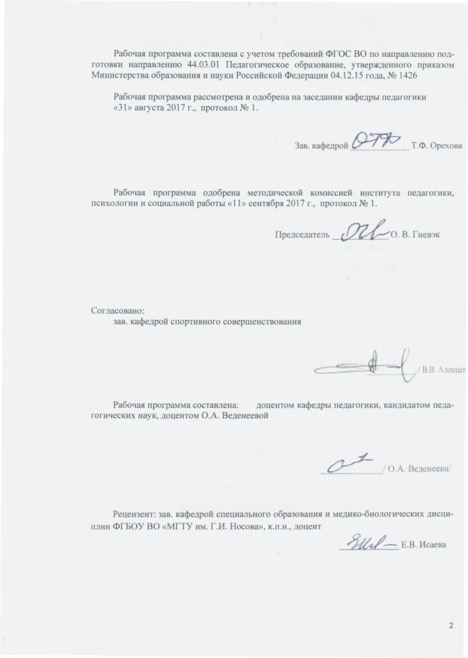 Рабочая программа составлена с учетом требований ФГОС ВО по направлению под-
готовки направлению 44.03.01 Педагогическое образование, утвержденного приказом
Министерства образования и науки Российской Федерации 04.12.15 года, № 1426
Рабочая программа рассмотрена и одобрена на заседании кафедры педагогики
«31» августа 2017 г., протокол № 1.
Зав. кафедрой Т.Ф. Орехова
Рабочая программа одобрена методической комиссией института педагогики,
психологии и социальной работы «11» сентября 2017 г., протокол № 1.
Председатель О. В. Гневэк
Согласовано:
зав. кафедрой спортивного совершенствования
/ В.В.
Рабочая программа составлена: доцентом кафедры педагогики, кандидатом педа-
гогических наук, доцентом О.А. Веденеевой
/ О.А. Веденеева/
Рецензент: зав. кафедрой специального образования и медико-биологических дисци-
плин ФГБОУ ВО «МГТУ им. Г.И. Носова», к.п.н., доцент
Е.В. Исаева
2